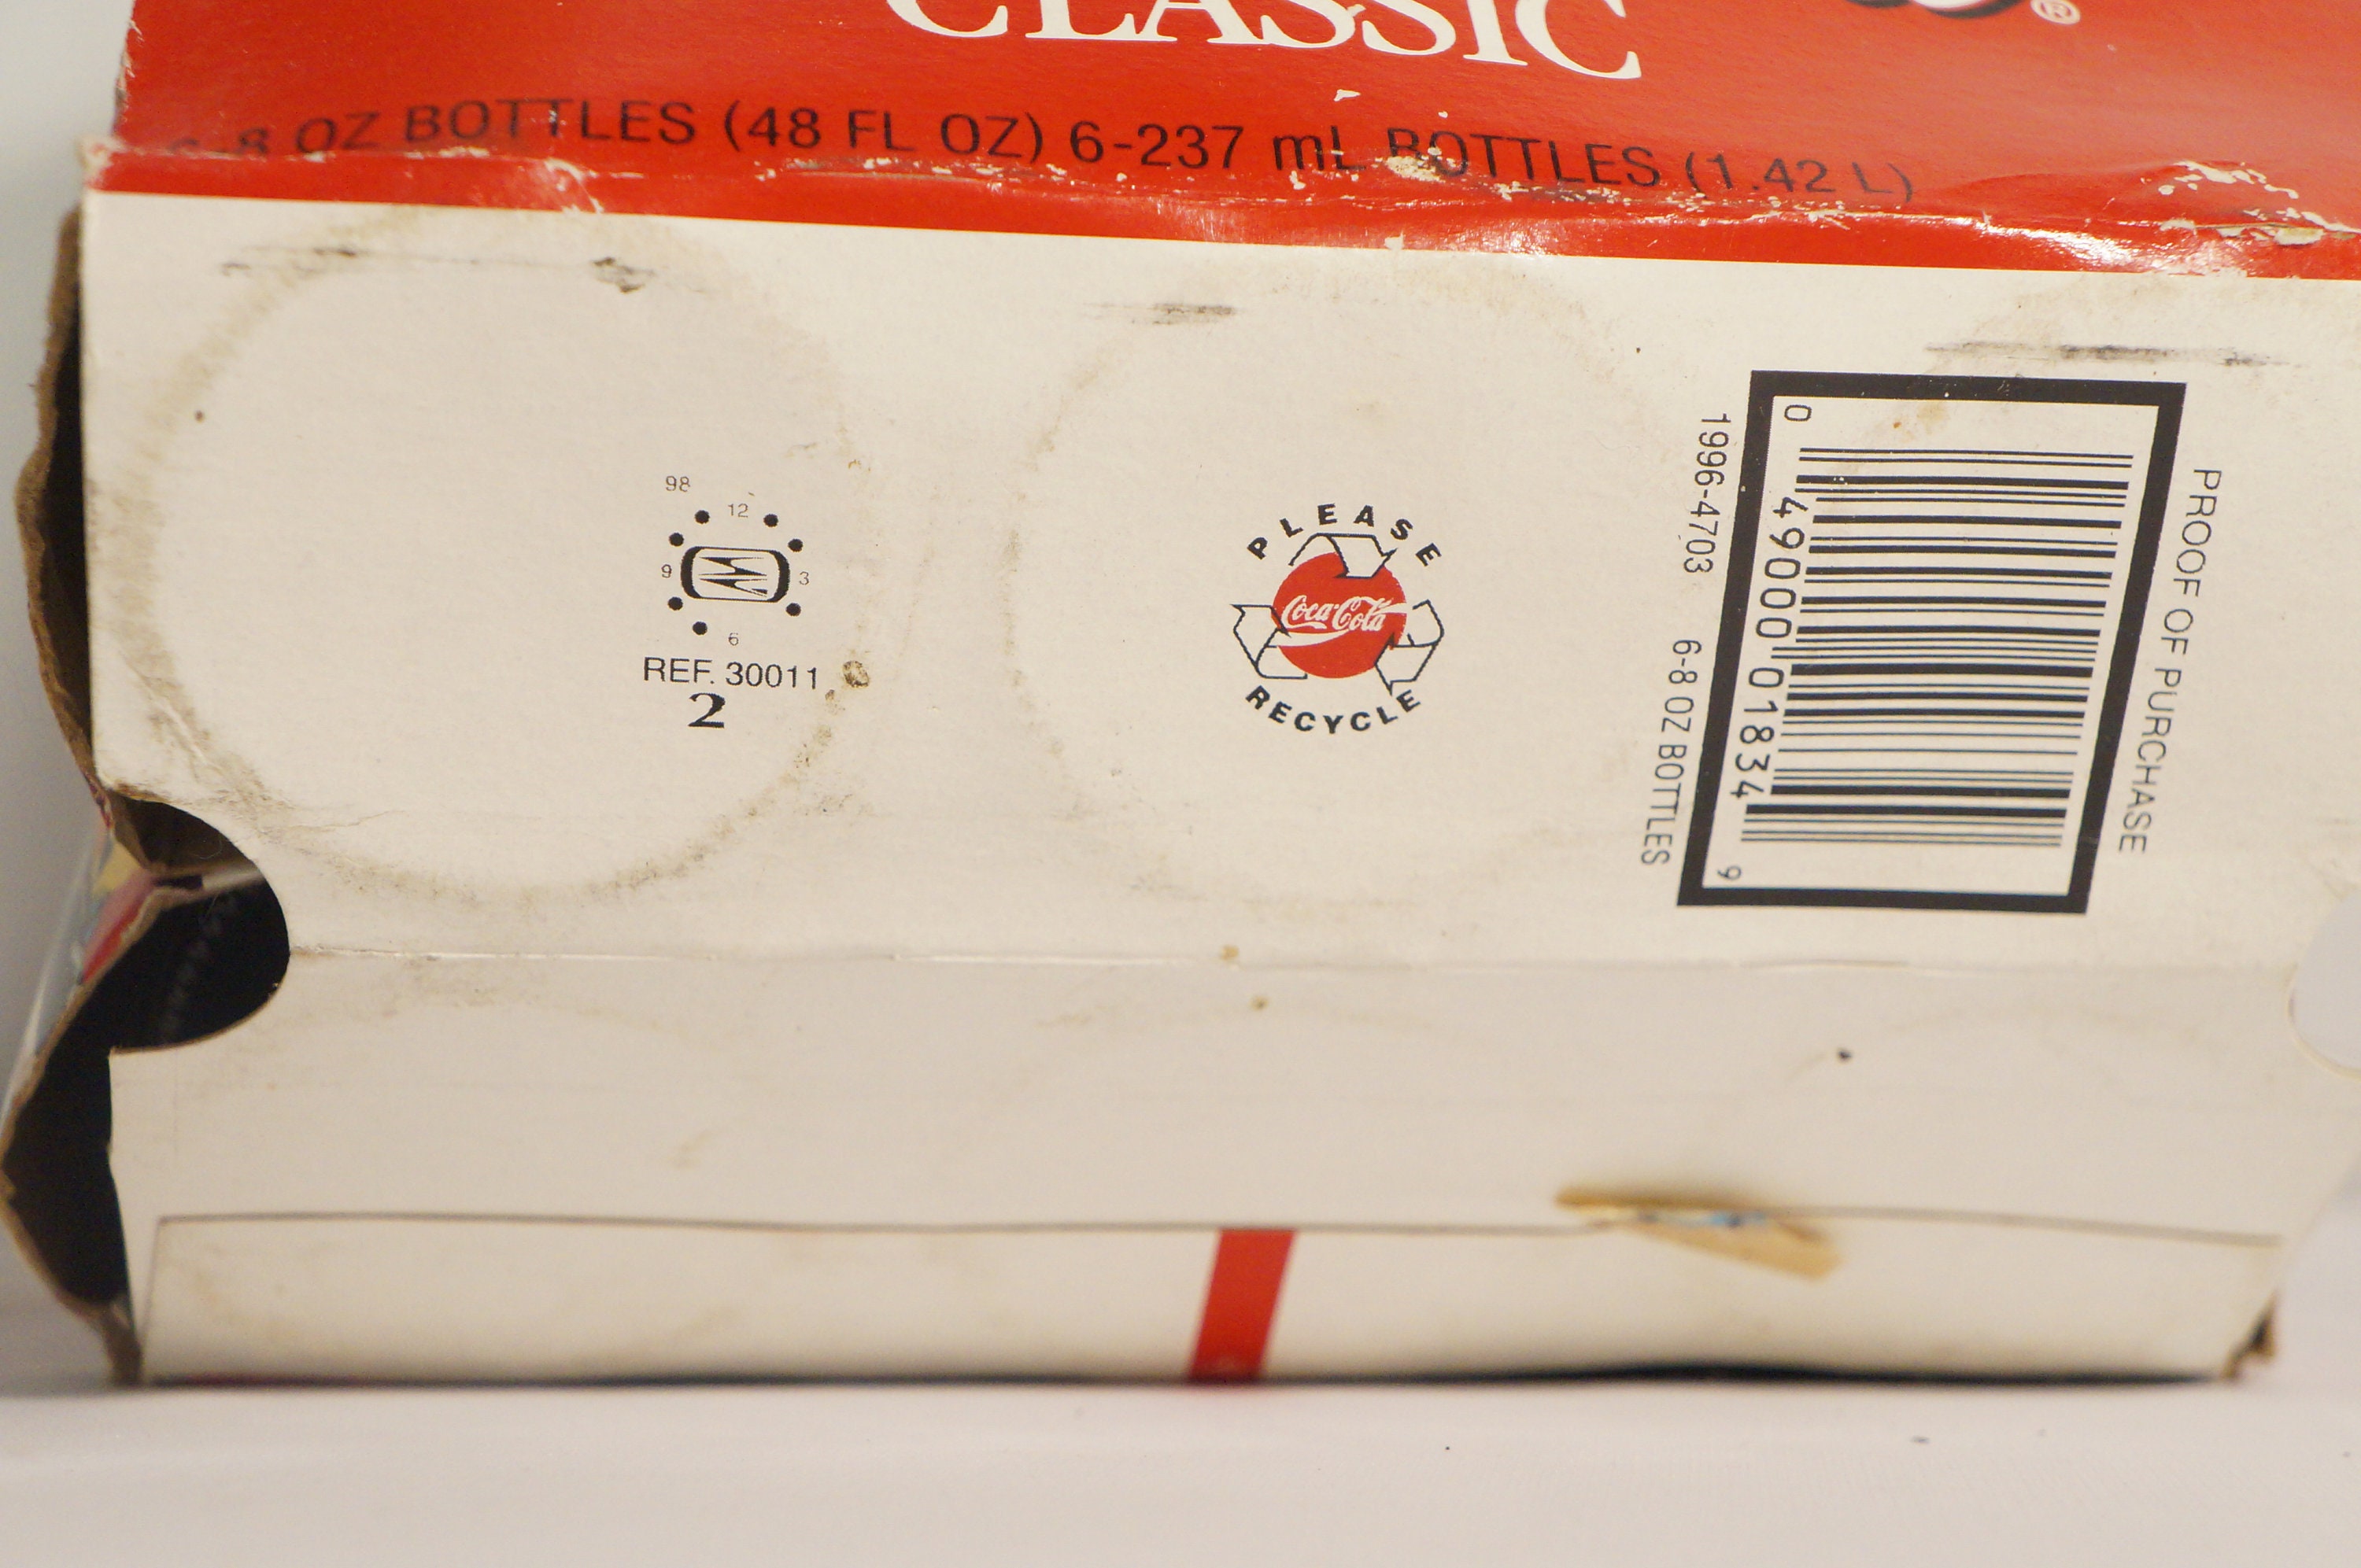 CLASSIC ®
6-8 OZ BOTTLES (48 FL OZ) 6-237 mL BOTTLES (1.42 L)
98
12
9 3
6
REF. 30011
2
PLEASE
Coca-Cola
RECYCLE
PROOF OF PURCHASE
0 49000 01834 9
1996-4703 6-8 OZ BOTTLES